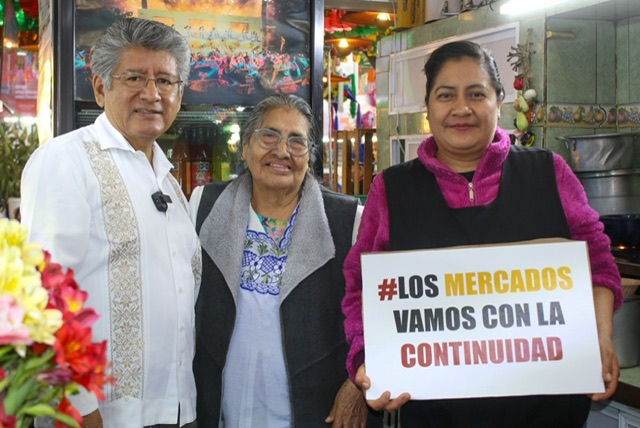 #LOS MERCADOS
VAMOS CON LA
CONTINUIDAD